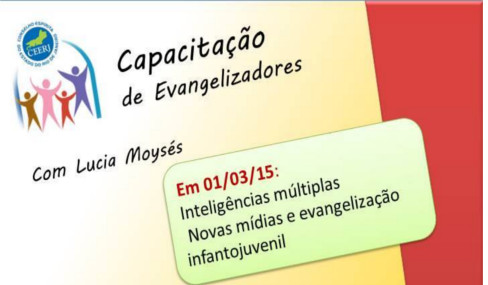 CEERJ
Capacitação
de Evangelizadores
Com Lucia Moysés
Em 01/03/15:
Inteligências múltiplas
Novas mídias e evangelização
infantojuvenil